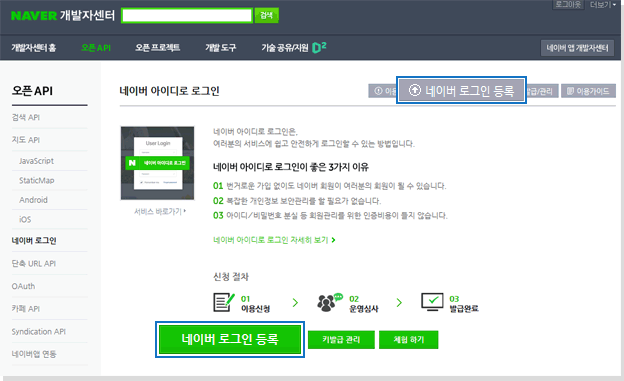 로그아웃 더보기
NAVER 개발자센터 검색
개발자센터 홈 오픈 API 오픈 프로젝트 개발 도구 기술 공유/지원 D2 네이버 앱 개발자센터
오픈 API
검색 API
지도 API
JavaScript
StaticMap
Android
iOS
네이버 로그인
단축 URL API
OAuth
카페 API
Syndication API
네이버앱 연동
네이버 아이디로 로그인
네이버 로그인 등록 발급/관리 이용가이드
User Login
N 네이버 아이디로 로그인
서비스 바로가기
네이버 아이디로 로그인은,
여러분의 서비스에 쉽고 안전하게 로그인할 수 있는 방법입니다.
네이버 아이디로 로그인이 좋은 3가지 이유
01 번거로운 가입 없이도 네이버 회원이 여러분의 회원이 될 수 있습니다.
02 복잡한 개인정보 보안관리를 할 필요가 없습니다.
03 아이디/비밀번호 분실 등 회원관리를 위한 인증비용이 들지 않습니다.
네이버 아이디로 로그인 자세히 보기
신청 절차
01 이용신청
02 운영심사
03 발급완료
네이버 로그인 등록 키발급 관리 체험 하기